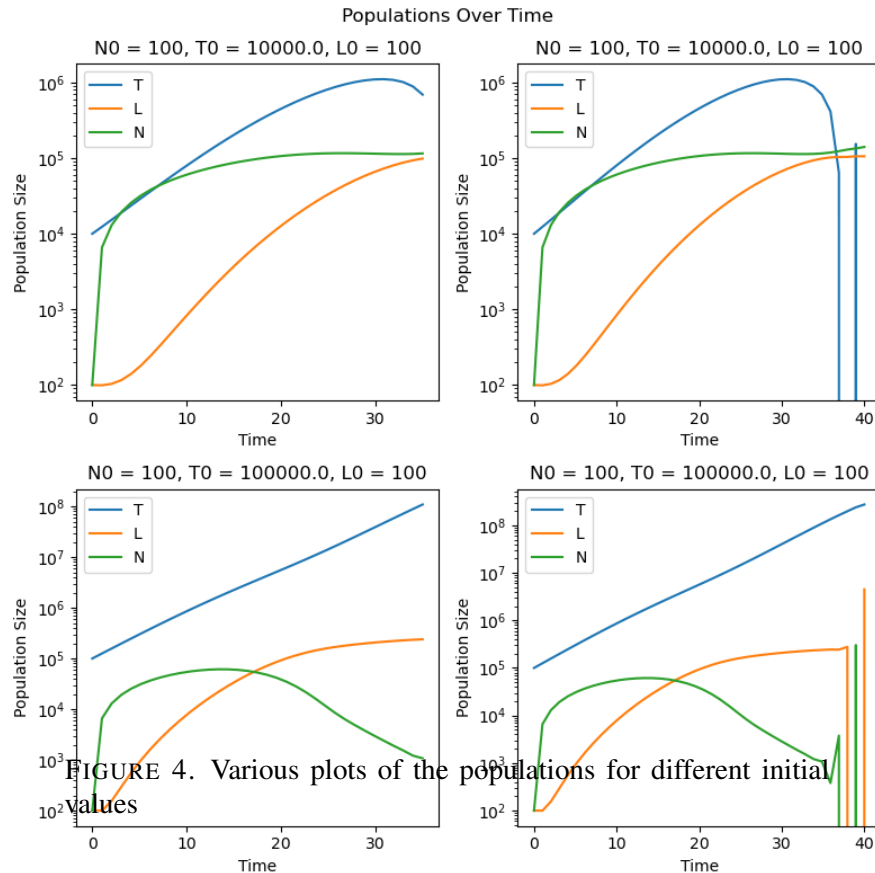 Populations Over Time
N0 = 100, T0 = 10000.0, L0 = 100
T
L
N
10^6
10^5
10^4
10^3
10^2
Population Size
0 10 20 30
Time
N0 = 100, T0 = 10000.0, L0 = 100
T
L
N
10^6
10^5
10^4
10^3
10^2
Population Size
0 10 20 30 40
Time
N0 = 100, T0 = 100000.0, L0 = 100
T
L
N
10^8
10^7
10^6
10^5
10^4
10^3
10^2
Population Size
0 10 20 30
Time
N0 = 100, T0 = 100000.0, L0 = 100
T
L
N
10^8
10^7
10^6
10^5
10^4
10^3
10^2
Population Size
0 10 20 30 40
Time
FIGURE 4. Various plots of the populations for different initial
values